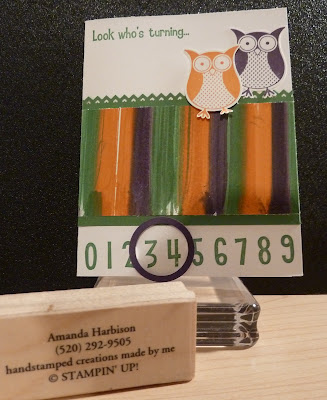 Look who's turning...
0123456789
Amanda Harbison
(520) 292-9505
handstamped creations made by me
© STAMPIN' UP!